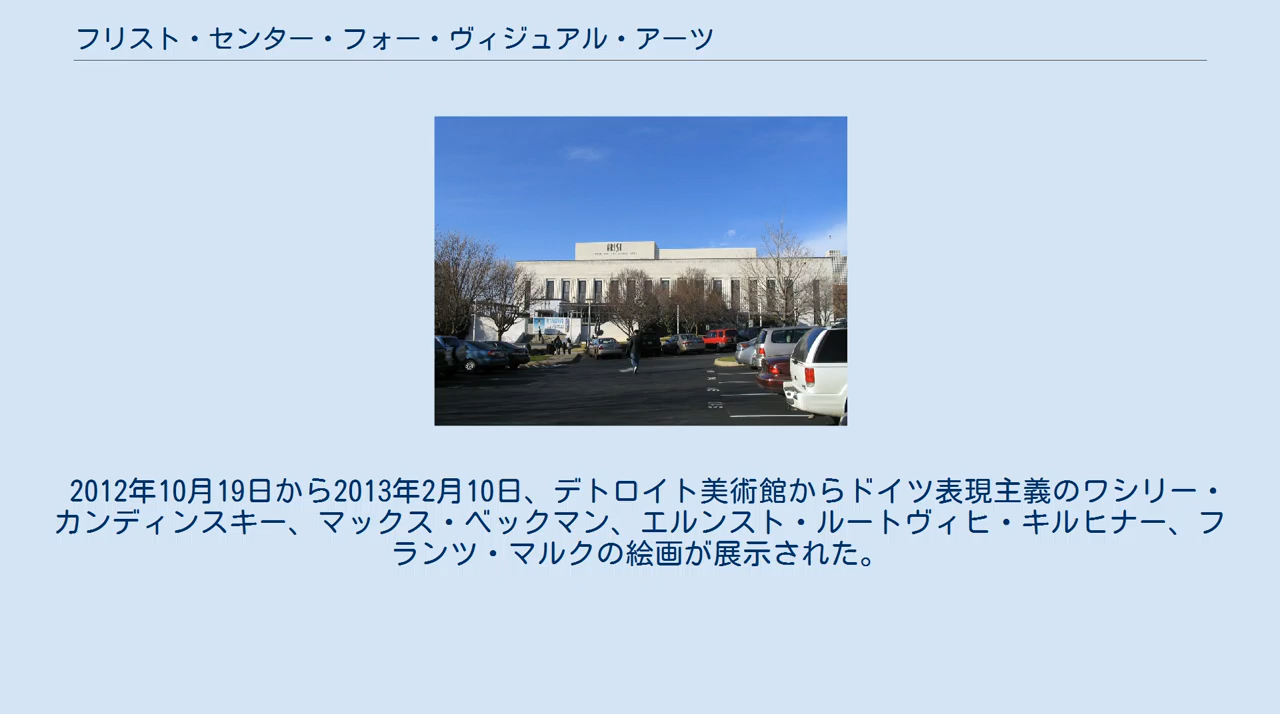 フリスト・センター・フォー・ヴィジュアル・アーツ
FRIST
2012年10月19日から2013年2月10日、デトロイト美術館からドイツ表現主義のワシリー・
カンディンスキー、マックス・ベックマン、エルンスト・ルートヴィヒ・キルヒナー、フ
ランツ・マルクの絵画が展示された。